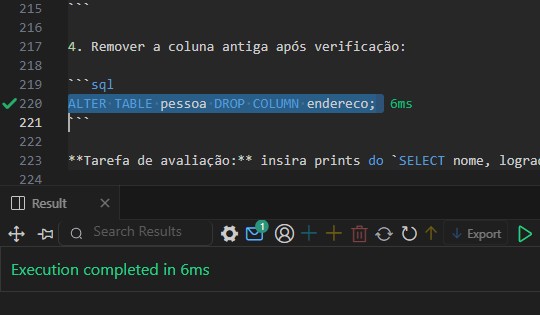 215 ```
216
217 4. Remover a coluna antiga após verificação:
218
219 ```sql
220 ALTER TABLE pessoa DROP COLUMN endereco; 6ms
221 ```
222
223 **Tarefa de avaliação:** insira prints do `SELECT nome, lograd
224
Result
1
Search Results
Export
Execution completed in 6ms